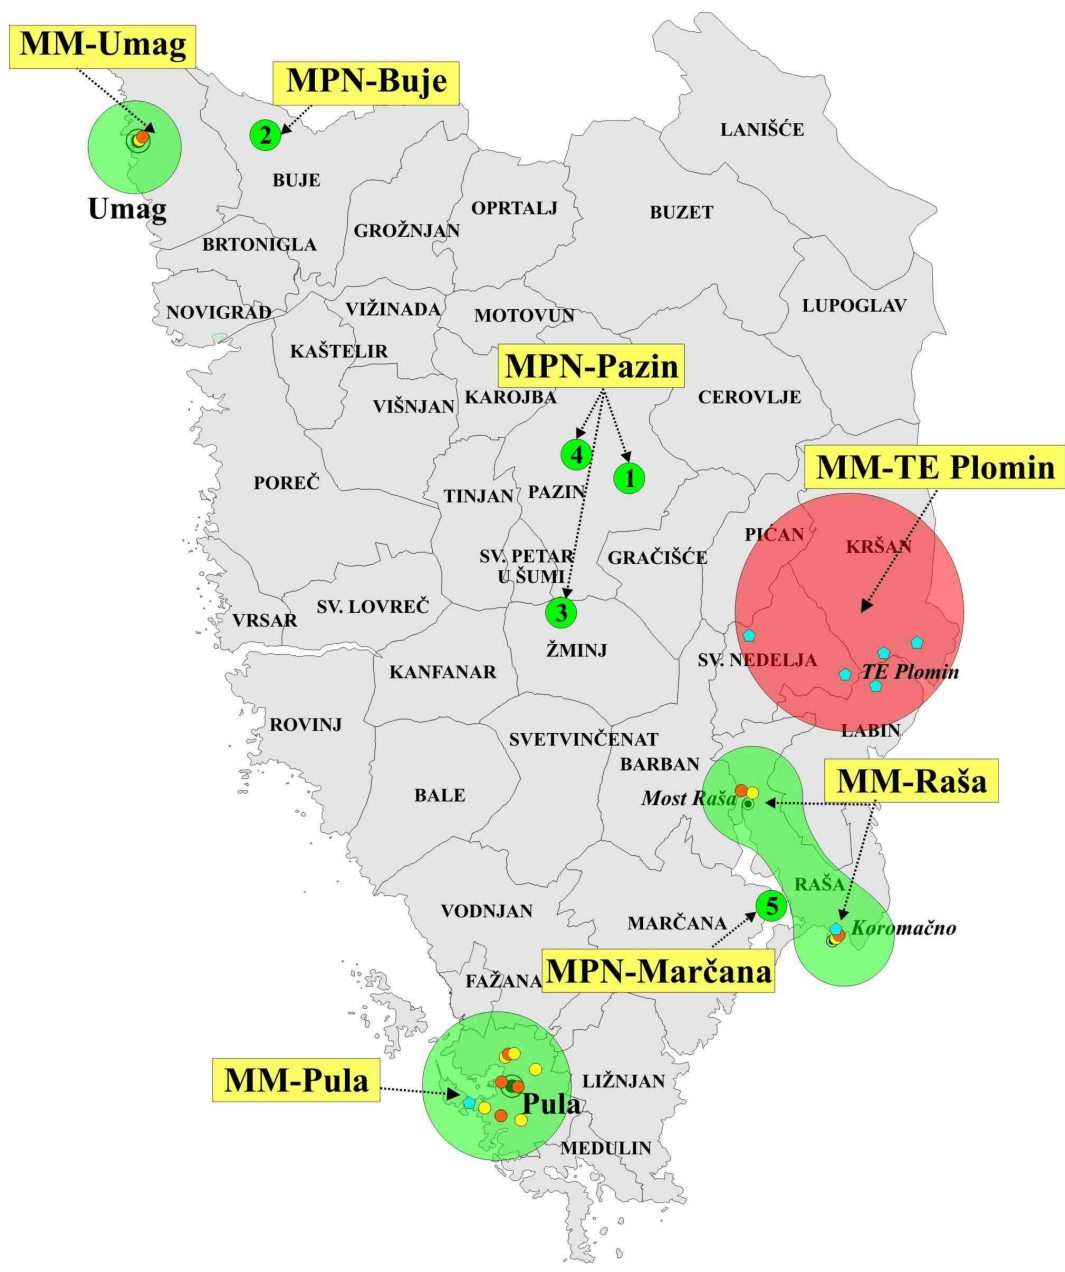 MM-Umag
MPN-Buje
2
LANIŠĆE
BUJE
Umag
OPRTALJ
BUZET
GROŽNJAN
BRTONIGLA
LUPOGLAV
NOVIGRAD
VIŽINADA
MOTOVUN
KAŠTELIR
MPN-Pazin
CEROVLJE
KAROJBA
VIŠNJAN
4
MM-TE Plomin
1
POREČ
TINJAN
PAZIN
PIĆAN
KRŠAN
SV. PETAR
U ŠUMI
GRAČIŠĆE
SV. LOVREČ
VRSAR
3
ŽMINJ
SV. NEDELJA
KANFANAR
TE Plomin
ROVINJ
LABIN
SVETVINČENAT
BARBAN
MM-Raša
BALE
Most Raša
RAŠA
5
VODNJAN
MARČANA
Koromačno
MPN-Marčana
FAŽANA
MM-Pula
LIŽNJAN
Pula
MEDULIN